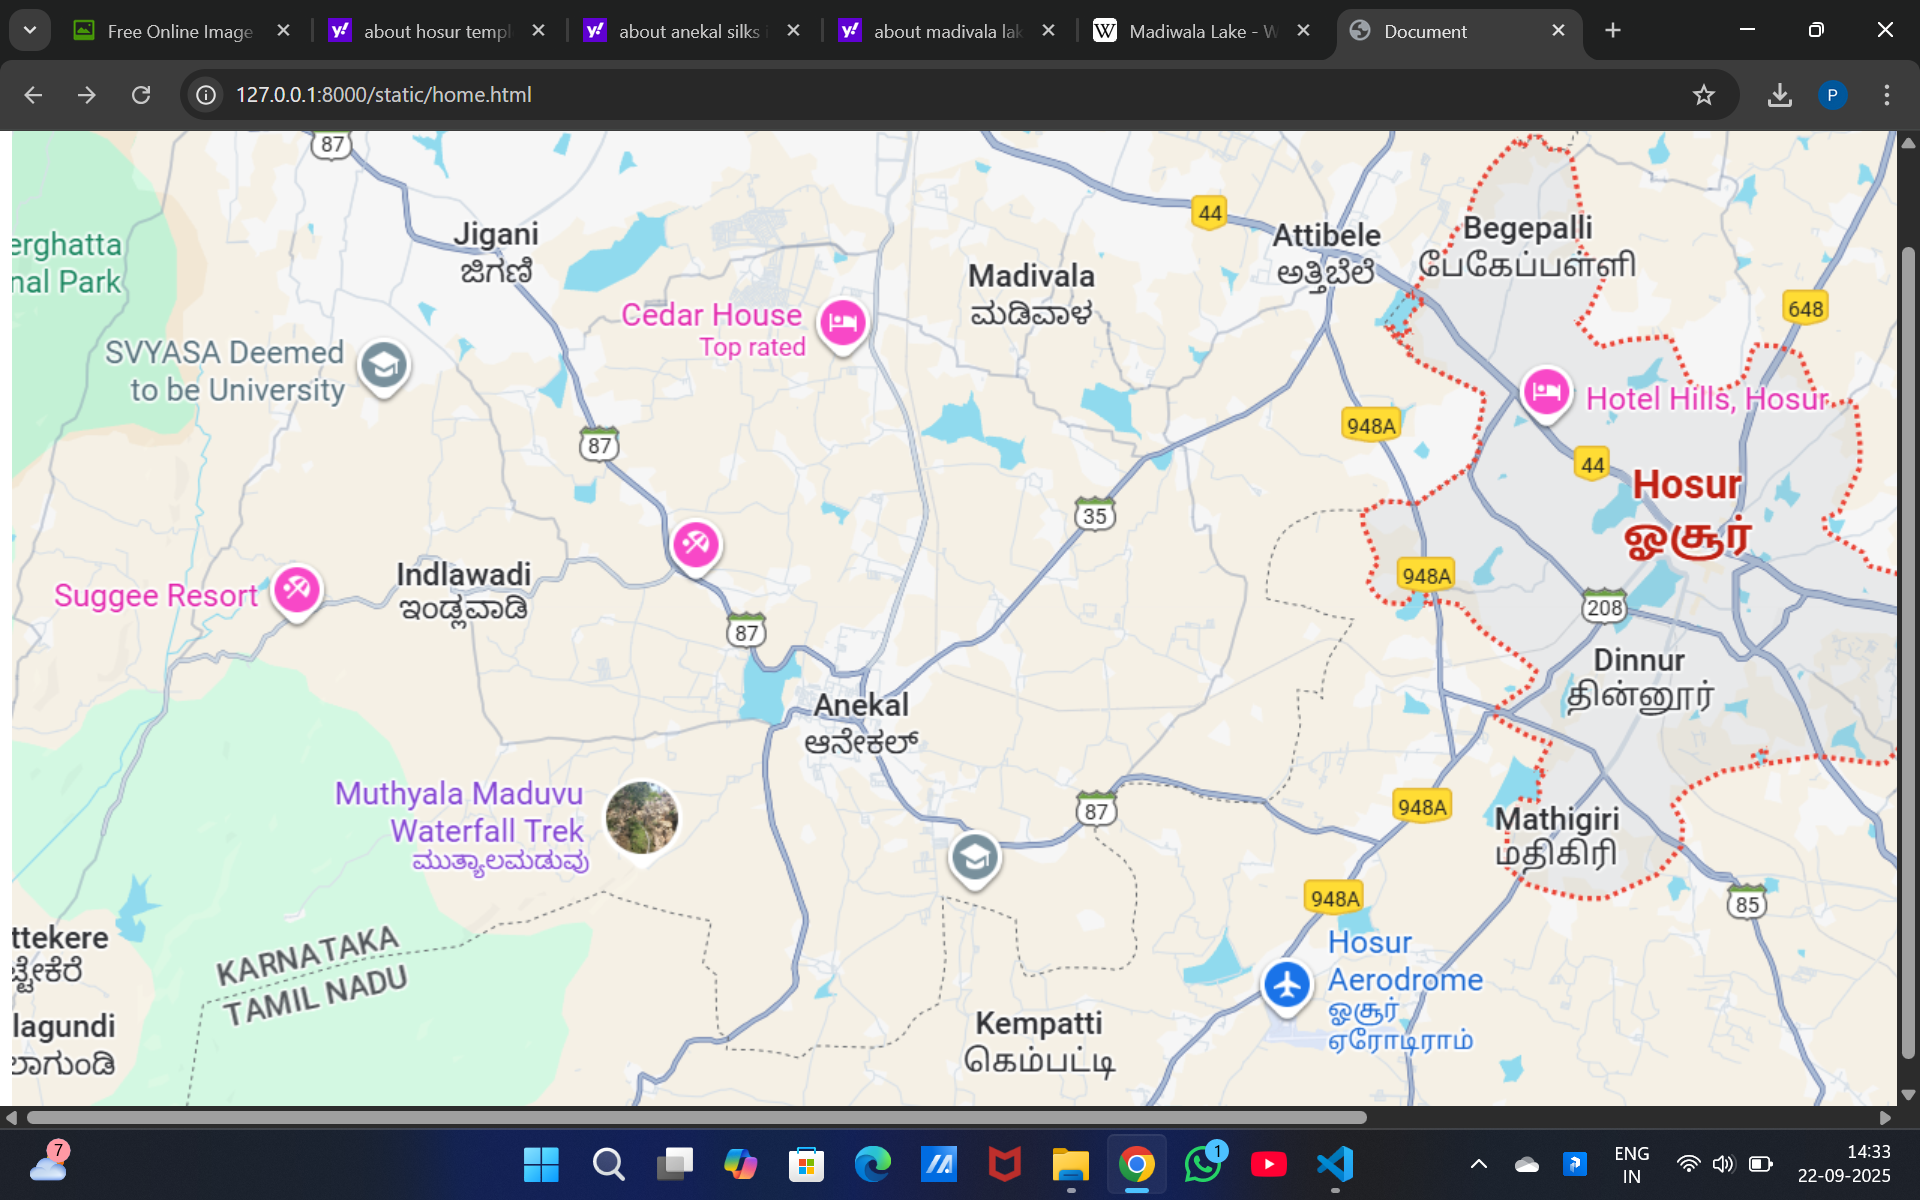 Free Online Image
about hosur templ
about anekal silks i
about madivala lak
Madiwala Lake - W
Document
127.0.0.1:8000/static/home.html
P
87
44
erghatta
nal Park
Jigani
ಜಿಗಣಿ
Madivala
ಮಡಿವಾಳ
Attibele
ಅತ್ತಿಬೆಲೆ
Begepalli
பேகேப்பள்ளி
648
Cedar House
Top rated
SVYASA Deemed
to be University
Hotel Hills, Hosur
948A
87
44
Hosur
ஓசூர்
35
Indlawadi
ಇಂಡ್ಲವಾಡಿ
Suggee Resort
948A
208
87
Dinnur
தின்னூர்
Anekal
ಆನೇಕಲ್
Muthyala Maduvu
Waterfall Trek
ಮುತ್ಯಾಲಮಡುವು
87
948A
Mathigiri
மதிகிரி
948A
85
ttekere
ಟ್ಟೇಕೆರೆ
KARNATAKA
TAMIL NADU
Hosur
Aerodrome
ஓசூர்
ஏரோடிராம்
lagundi
ಲಾಗುಂಡಿ
Kempatti
கெம்பட்டி
7
1
ENG
IN
14:33
22-09-2025